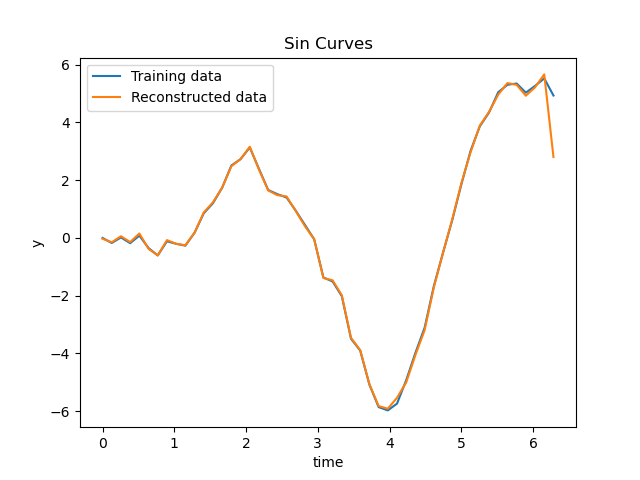 Sin Curves
Training data
Reconstructed data
6
4
2
0
−2
−4
−6
y
0 1 2 3 4 5 6
time